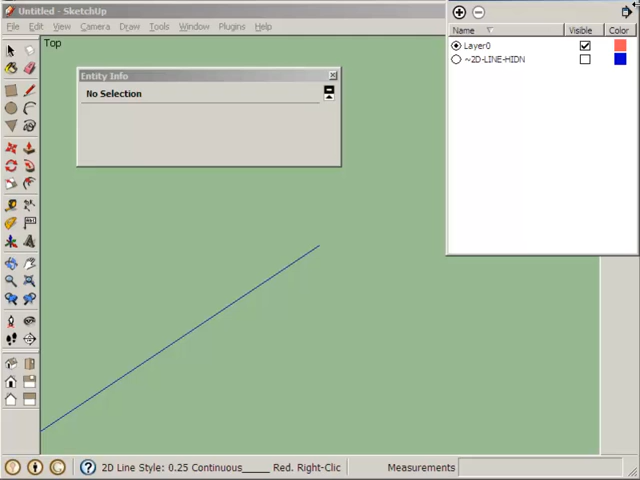 Untitled - SketchUp
File Edit View Camera Draw Tools Window Plugins Help
Top
Entity Info
No Selection
Name Visible Color
Layer0
~2D-LINE-HIDN
2D Line Style: 0.25 Continuous_____ Red. Right-Clic
Measurements